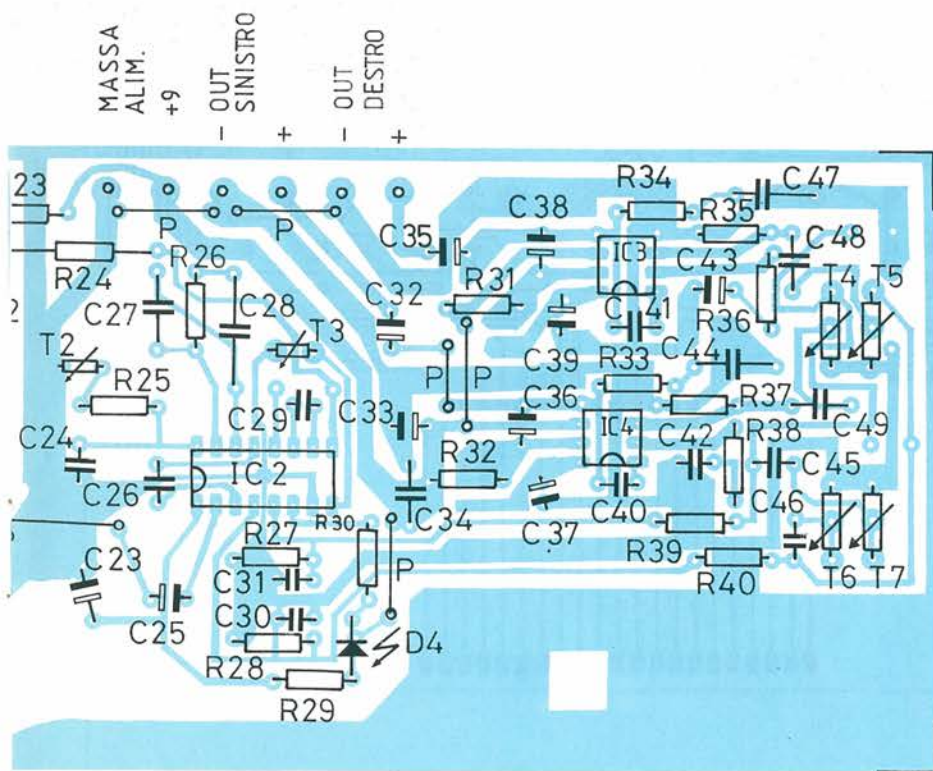 MASSA
ALIM.
+9
- OUT
SINISTRO
+
- OUT
DESTRO
+
23
R24
R26
P
P
C35
C38
R34
C47
R35
C48
IC3
C43
T4
T5
C27
C28
C32
R31
C41
R36
2
T2
T3
C39
R33
C44
R25
P
P
C36
R37
C29
C33
IC4
C49
C24
R32
C42
R38
C45
IC2
C26
C34
C37
C40
C46
R30
R27
R39
C23
C31
P
R40
T6
T7
C25
C30
D4
R28
R29